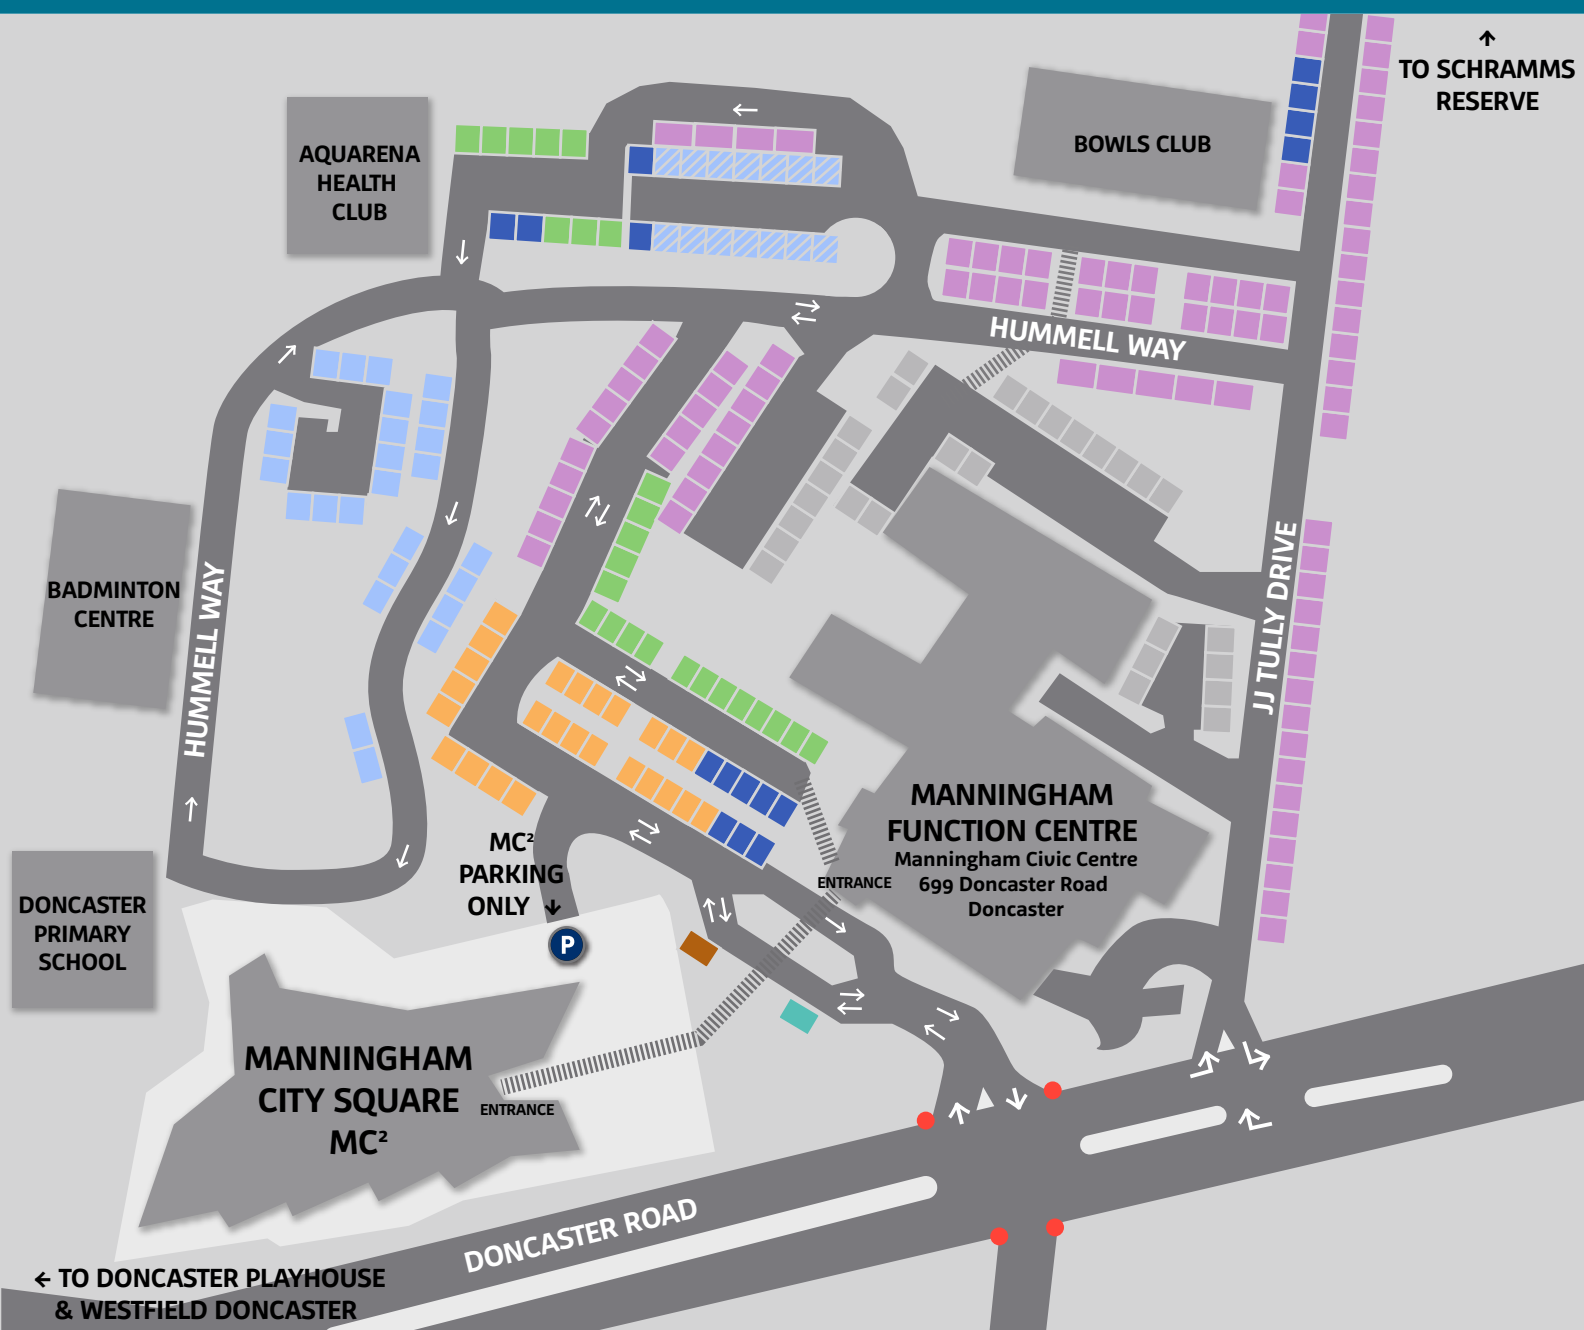 ↑
TO SCHRAMMS
RESERVE
BOWLS CLUB
AQUARENA
HEALTH
CLUB
HUMMELL WAY
BADMINTON
CENTRE
HUMMELL WAY
JJ TULLY DRIVE
MANNINGHAM
FUNCTION CENTRE
Manningham Civic Centre
699 Doncaster Road
Doncaster
ENTRANCE
MC²
PARKING
ONLY ↓
P
DONCASTER
PRIMARY
SCHOOL
MANNINGHAM
CITY SQUARE
MC²
ENTRANCE
DONCASTER ROAD
← TO DONCASTER PLAYHOUSE
& WESTFIELD DONCASTER